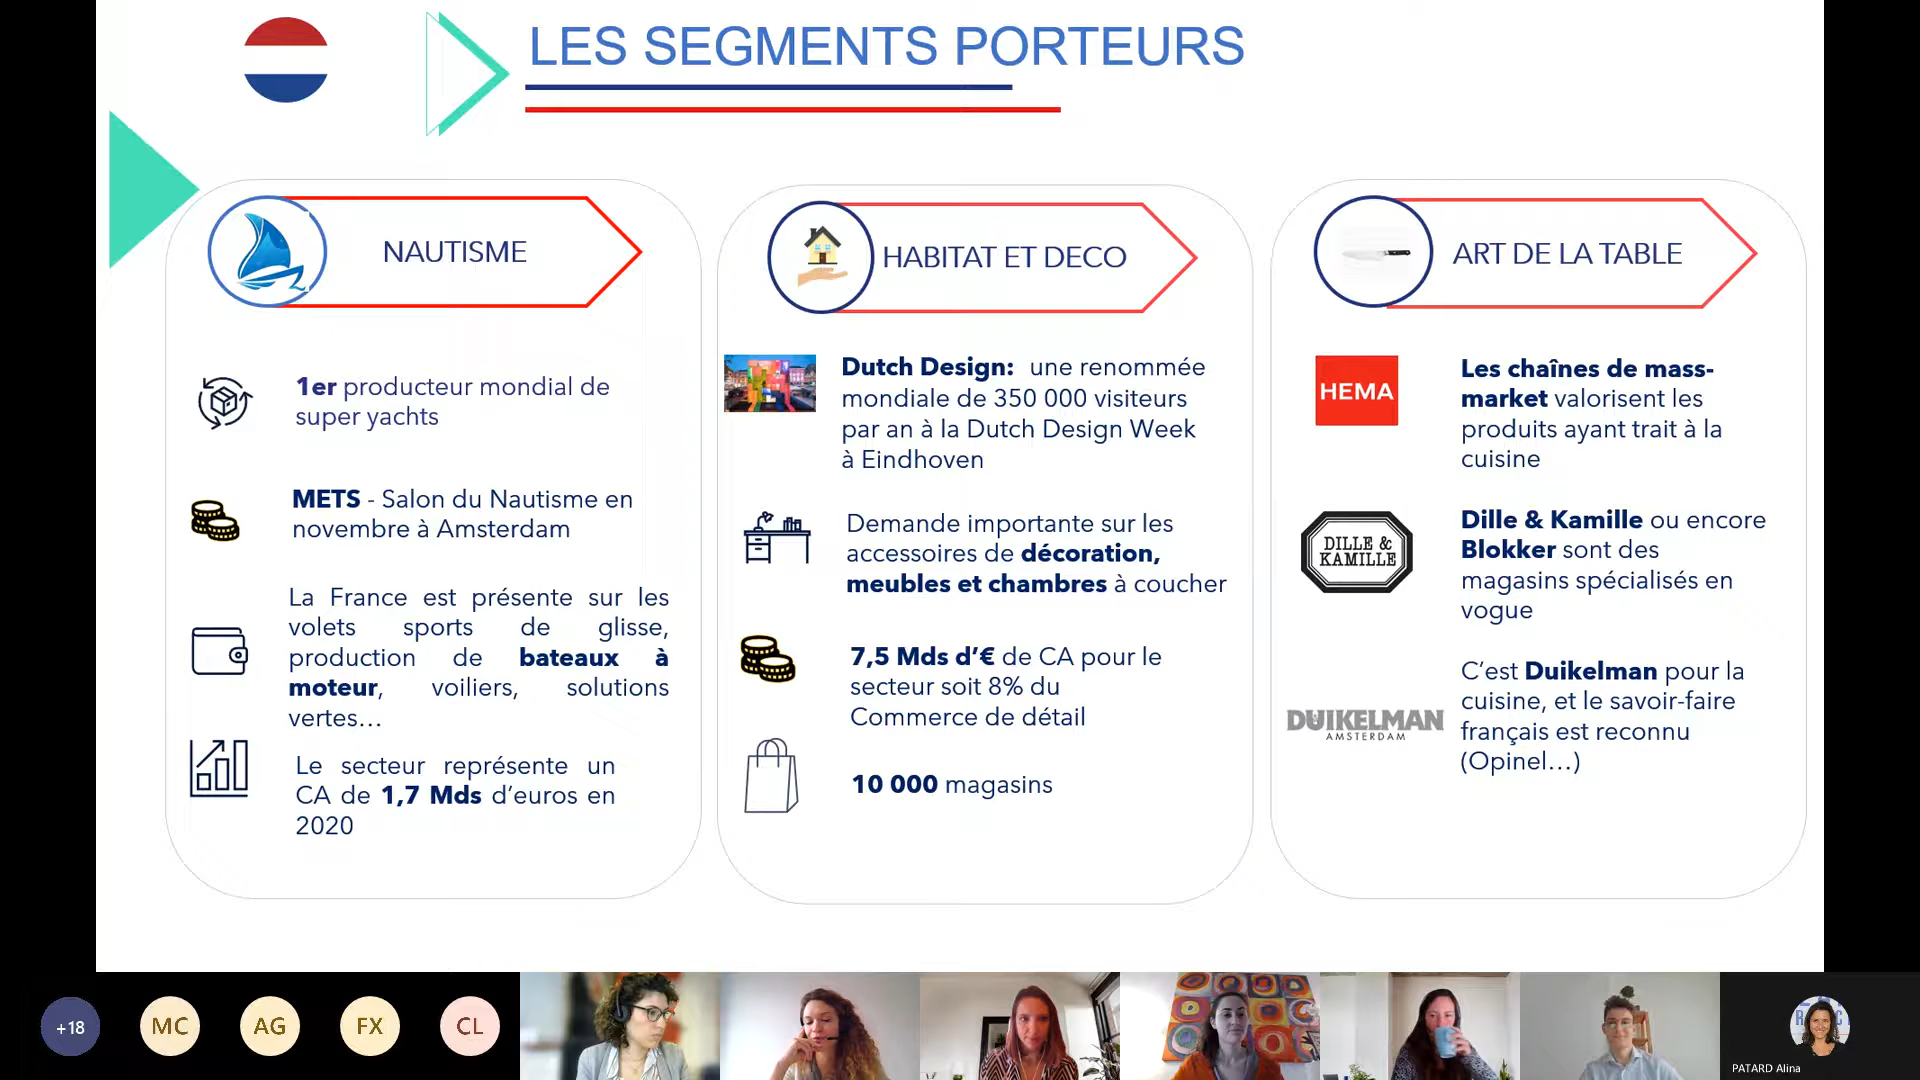 LES SEGMENTS PORTEURS
NAUTISME
1er producteur mondial de
super yachts
METS - Salon du Nautisme en
novembre à Amsterdam
La France est présente sur les
volets sports de glisse,
production de bateaux à
moteur, voiliers, solutions
vertes...
Le secteur représente un
CA de 1,7 Mds d'euros en
2020
HABITAT ET DECO
Dutch Design: une renommée
mondiale de 350 000 visiteurs
par an à la Dutch Design Week
à Eindhoven
Demande importante sur les
accessoires de décoration,
meubles et chambres à coucher
7,5 Mds d'€ de CA pour le
secteur soit 8% du
Commerce de détail
10 000 magasins
ART DE LA TABLE
HEMA
Les chaînes de mass-
market valorisent les
produits ayant trait à la
cuisine
DILLE &
KAMILLE
Dille & Kamille ou encore
Blokker sont des
magasins spécialisés en
vogue
DUIKELMAN
AMSTERDAM
C'est Duikelman pour la
cuisine, et le savoir-faire
français est reconnu
(Opinel...)
+18
MC
AG
FX
CL
PATARD Alina